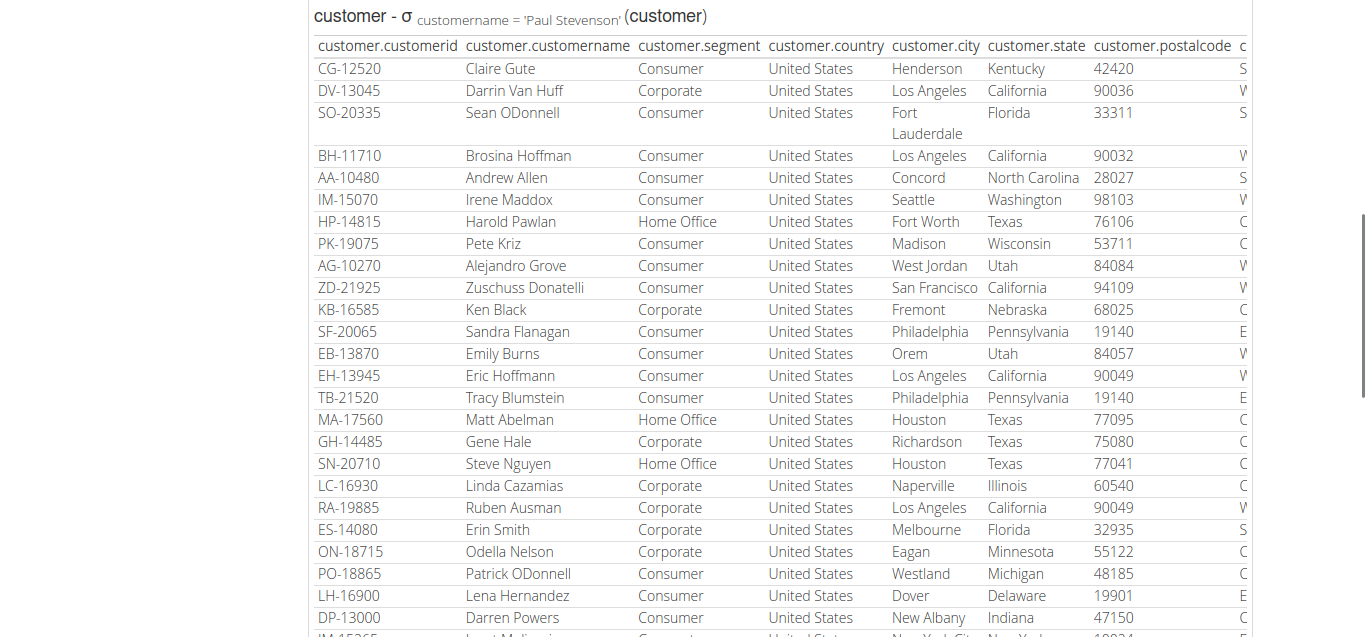 customer - σ customername = 'Paul Stevenson' (customer)
customer.customerid customer.customername customer.segment customer.country customer.city customer.state customer.postalcode c
CG-12520 Claire Gute Consumer United States Henderson Kentucky 42420 S
DV-13045 Darrin Van Huff Corporate United States Los Angeles California 90036 W
SO-20335 Sean ODonnell Consumer United States Fort Lauderdale Florida 33311 S
BH-11710 Brosina Hoffman Consumer United States Los Angeles California 90032 W
AA-10480 Andrew Allen Consumer United States Concord North Carolina 28027 S
IM-15070 Irene Maddox Consumer United States Seattle Washington 98103 W
HP-14815 Harold Pawlan Home Office United States Fort Worth Texas 76106 C
PK-19075 Pete Kriz Consumer United States Madison Wisconsin 53711 C
AG-10270 Alejandro Grove Consumer United States West Jordan Utah 84084 W
ZD-21925 Zuschuss Donatelli Consumer United States San Francisco California 94109 W
KB-16585 Ken Black Corporate United States Fremont Nebraska 68025 C
SF-20065 Sandra Flanagan Consumer United States Philadelphia Pennsylvania 19140 E
EB-13870 Emily Burns Consumer United States Orem Utah 84057 W
EH-13945 Eric Hoffmann Consumer United States Los Angeles California 90049 W
TB-21520 Tracy Blumstein Consumer United States Philadelphia Pennsylvania 19140 E
MA-17560 Matt Abelman Home Office United States Houston Texas 77095 C
GH-14485 Gene Hale Corporate United States Richardson Texas 75080 C
SN-20710 Steve Nguyen Home Office United States Houston Texas 77041 C
LC-16930 Linda Cazamias Corporate United States Naperville Illinois 60540 C
RA-19885 Ruben Ausman Corporate United States Los Angeles California 90049 W
ES-14080 Erin Smith Corporate United States Melbourne Florida 32935 S
ON-18715 Odella Nelson Corporate United States Eagan Minnesota 55122 C
PO-18865 Patrick ODonnell Consumer United States Westland Michigan 48185 C
LH-16900 Lena Hernandez Consumer United States Dover Delaware 19901 E
DP-13000 Darren Powers Consumer United States New Albany Indiana 47150 C